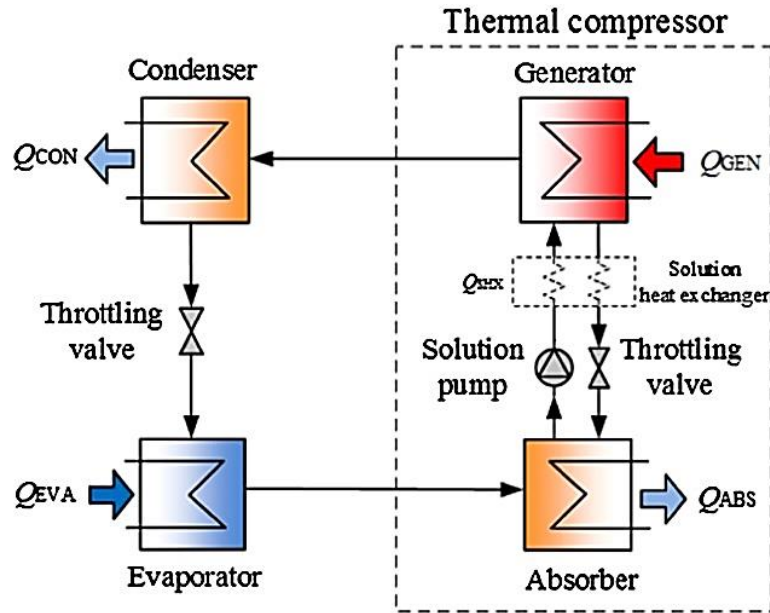 Thermal compressor
Condenser
Generator
QCON
QGEN
QSHX
Solution
heat exchanger
Throttling
valve
Solution
pump
Throttling
valve
QEVA
QABS
Evaporator
Absorber